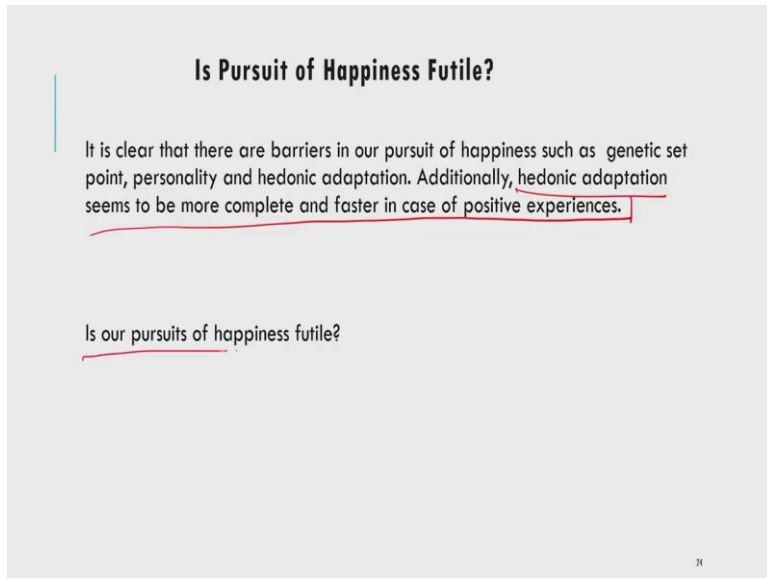 Is Pursuit of Happiness Futile?
It is clear that there are barriers in our pursuit of happiness such as genetic set
point, personality and hedonic adaptation. Additionally, hedonic adaptation
seems to be more complete and faster in case of positive experiences.
Is our pursuits of happiness futile?
24